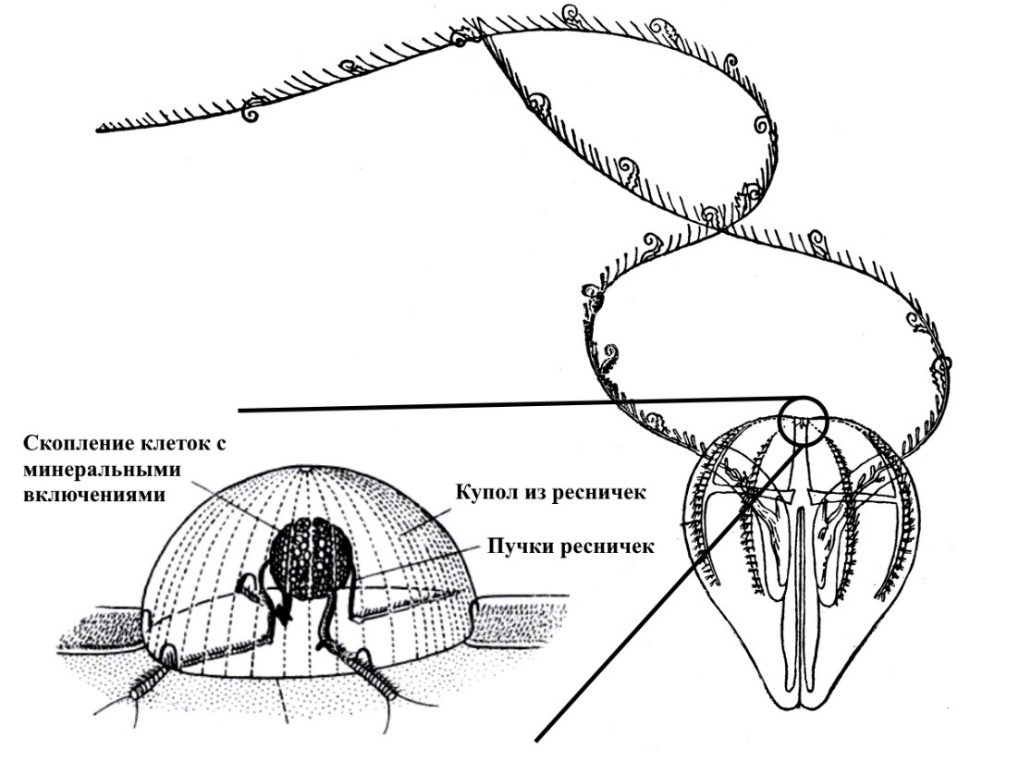 Скопление клеток с
минеральными
включениями
Купол из ресничек
Пучки ресничек